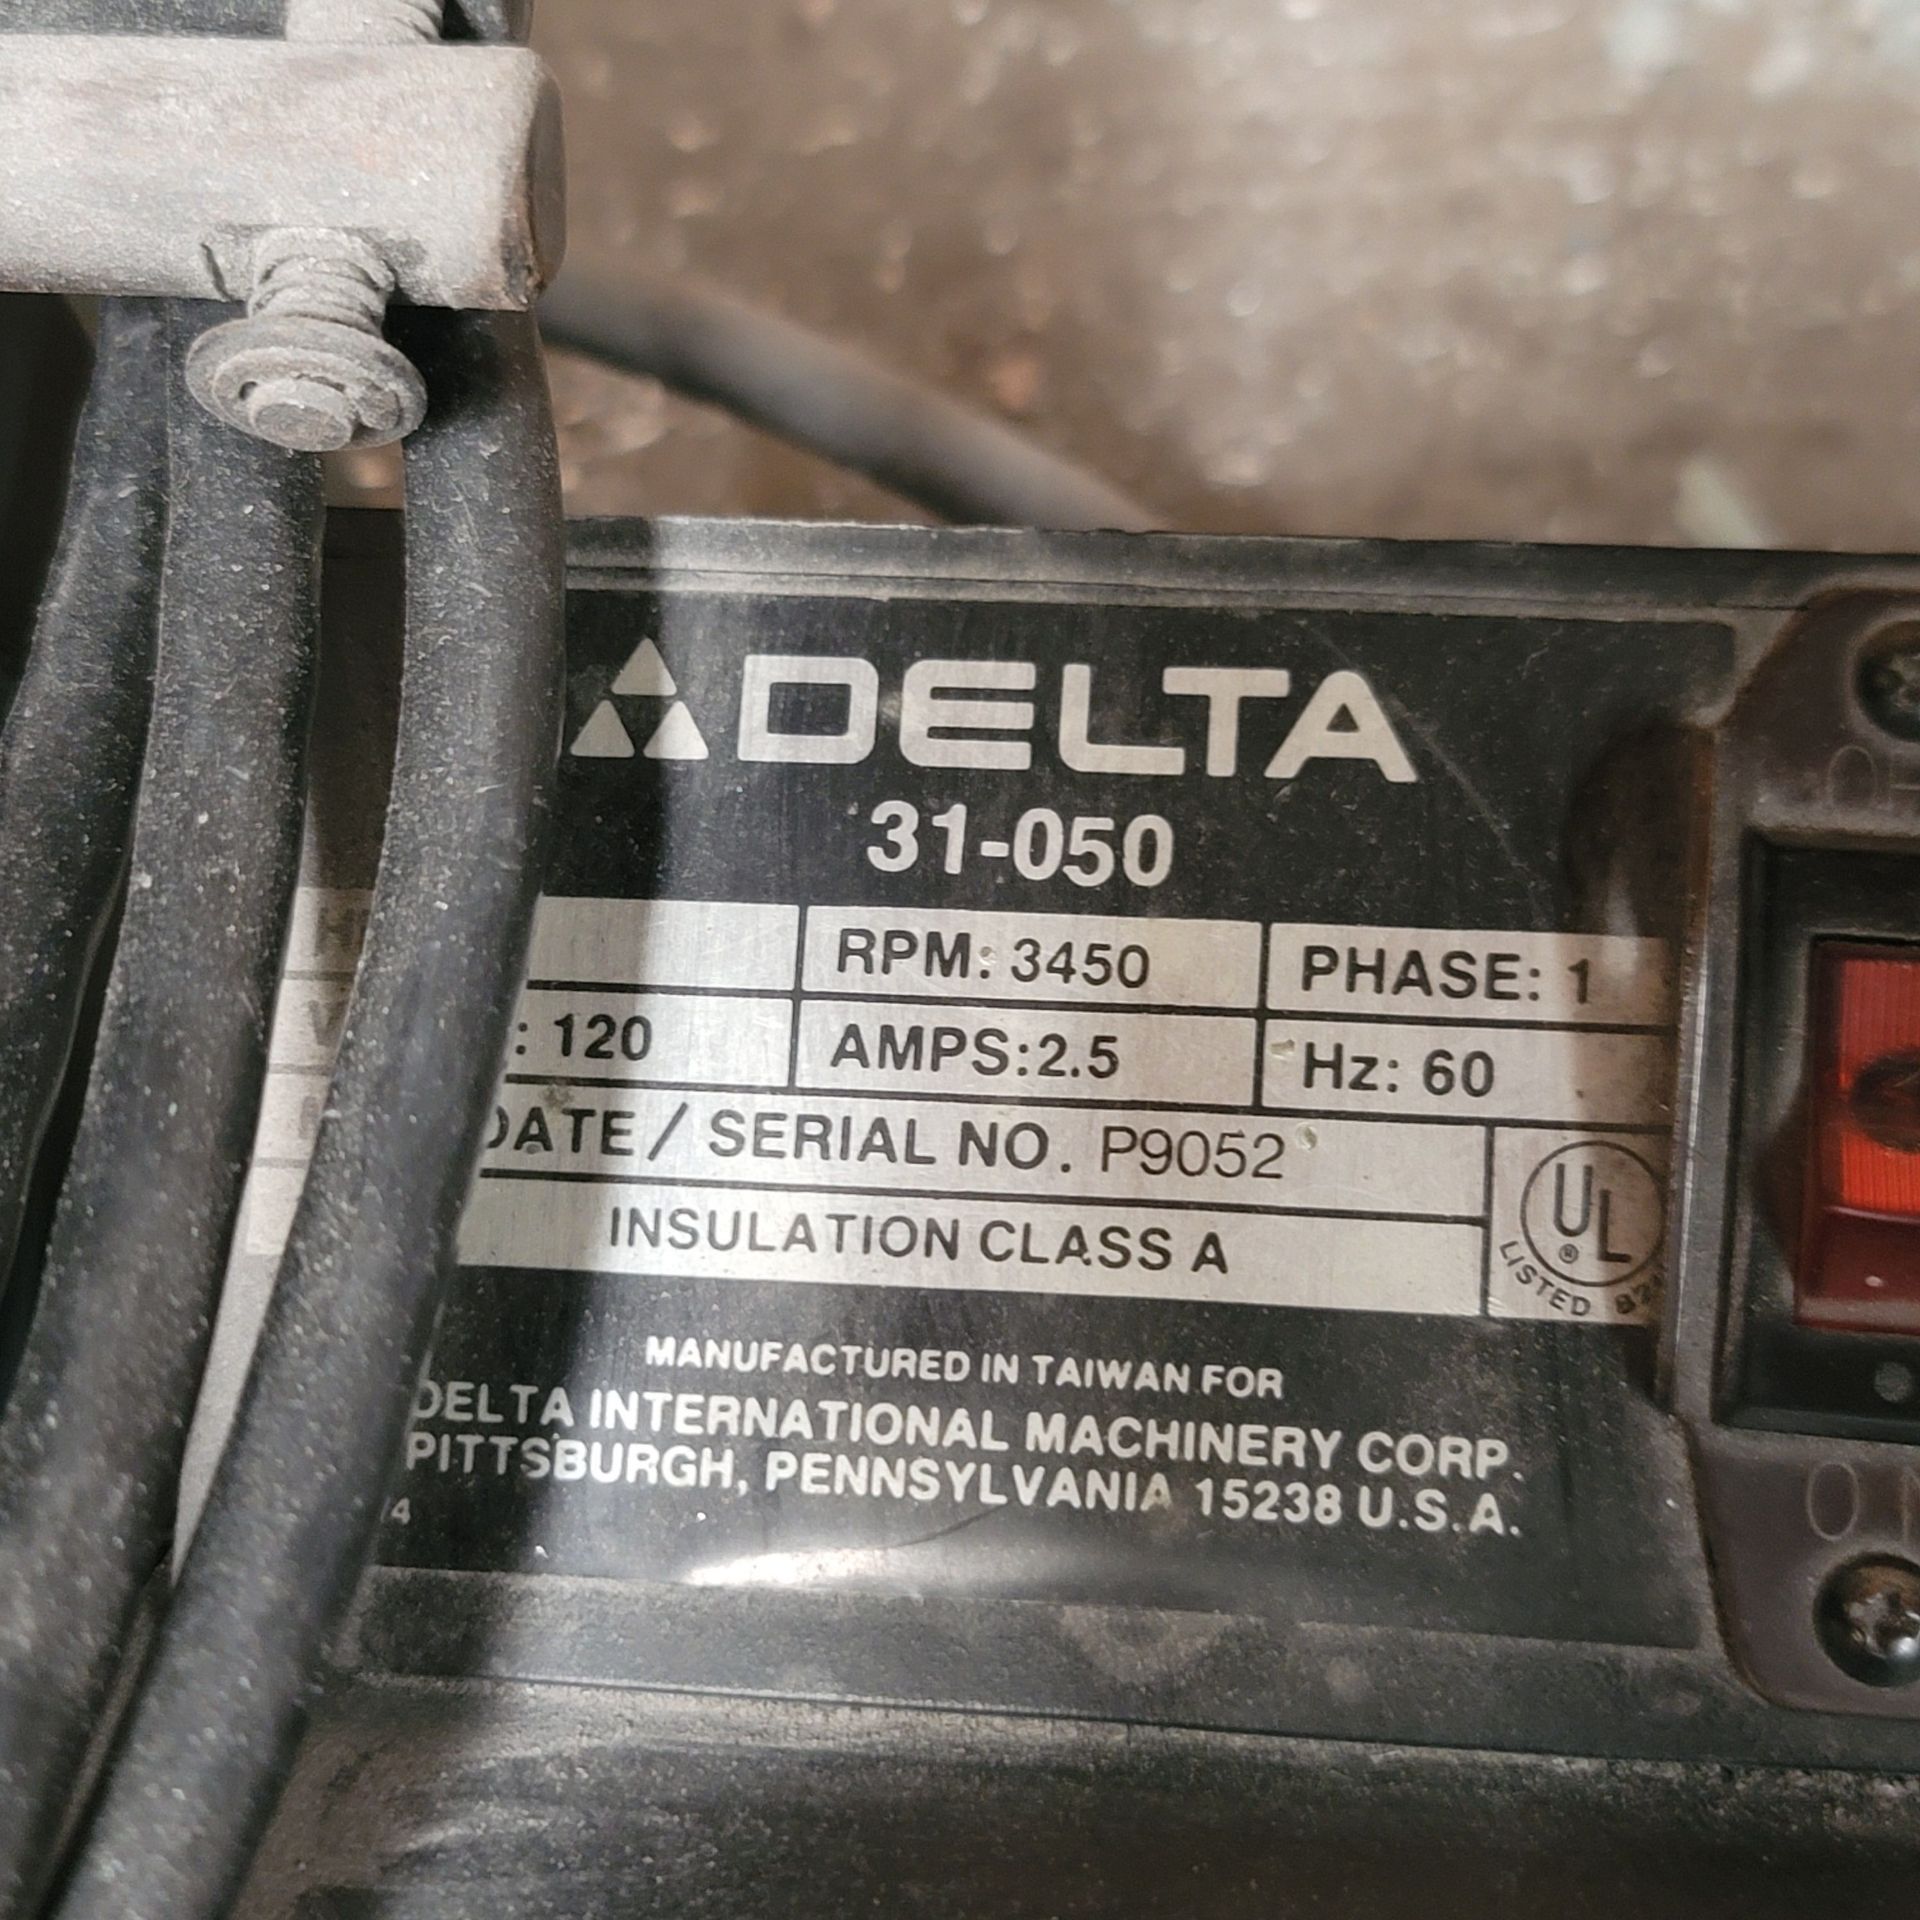 DELTA
31-050
RPM: 3450 PHASE: 1
: 120 AMPS:2.5 Hz: 60
DATE / SERIAL NO. P9052
INSULATION CLASS A
UL
®
LISTED
MANUFACTURED IN TAIWAN FOR
DELTA INTERNATIONAL MACHINERY CORP.
PITTSBURGH, PENNSYLVANIA 15238 U.S.A.